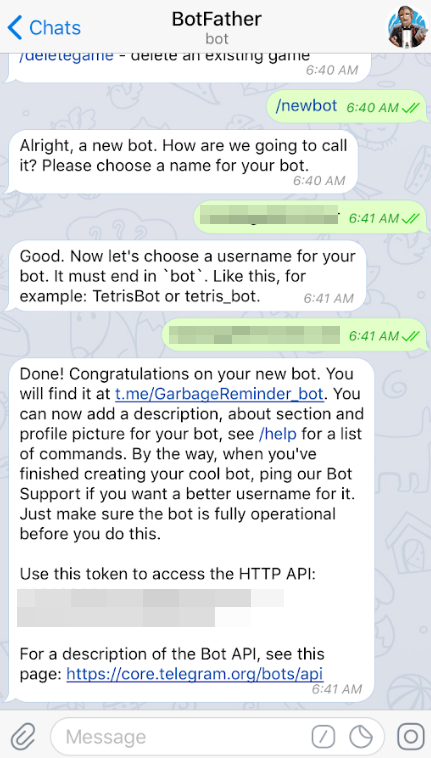 Chats
BotFather
bot
/deletegame - delete an existing game
6:40 AM
/newbot 6:40 AM
Alright, a new bot. How are we going to call
it? Please choose a name for your bot.
6:40 AM
6:41 AM
Good. Now let's choose a username for your
bot. It must end in `bot`. Like this, for
example: TetrisBot or tetris_bot.
6:41 AM
6:41 AM
Done! Congratulations on your new bot. You
will find it at t.me/GarbageReminder_bot. You
can now add a description, about section and
profile picture for your bot, see /help for a list
of commands. By the way, when you've
finished creating your cool bot, ping our Bot
Support if you want a better username for it.
Just make sure the bot is fully operational
before you do this.
Use this token to access the HTTP API:
For a description of the Bot API, see this
page: https://core.telegram.org/bots/api
6:41 AM
Message